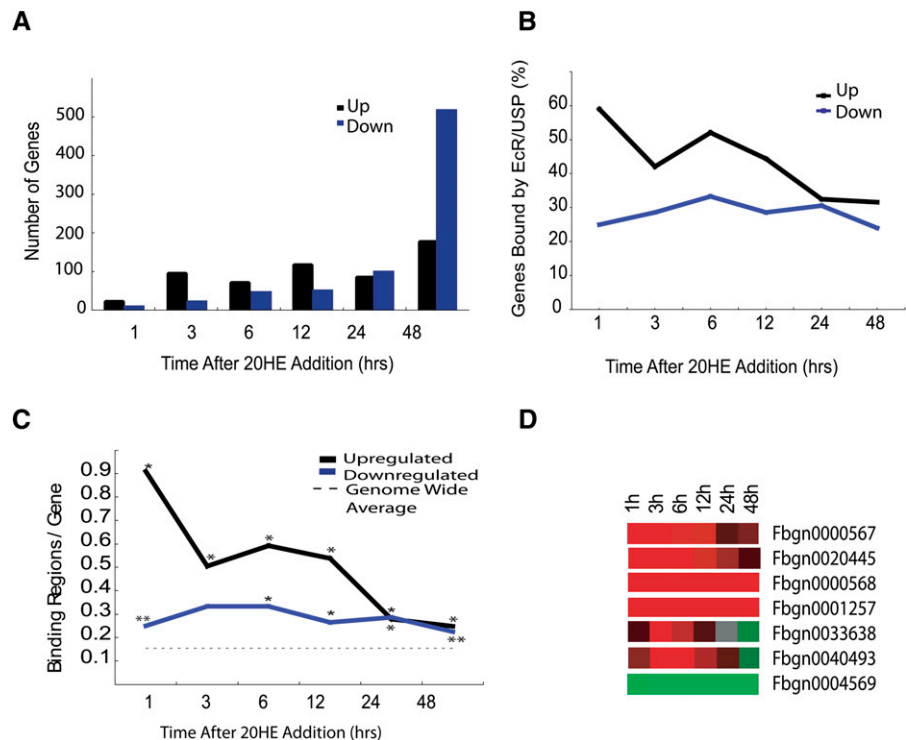 A
Up
Down
500
400
300
200
100
0
Number of Genes
1 3 6 12 24 48
Time After 20HE Addition (hrs)
B
Up
Down
60
50
40
30
20
10
0
Genes Bound by EcR/USP (%)
1 3 6 12 24 48
Time After 20HE Addition (hrs)
C
Upregulated
Downregulated
Genome Wide
Average
0.9
0.8
0.7
0.6
0.5
0.4
0.3
0.2
0.1
Binding Regions / Gene
*
*
*
*
*
*
**
*
*
*
*
**
1 3 6 12 24 48
Time After 20HE Addition (hrs)
D
1h 3h 6h 12h 24h 48h
Fbgn0000567
Fbgn0020445
Fbgn0000568
Fbgn0001257
Fbgn0033638
Fbgn0040493
Fbgn0004569